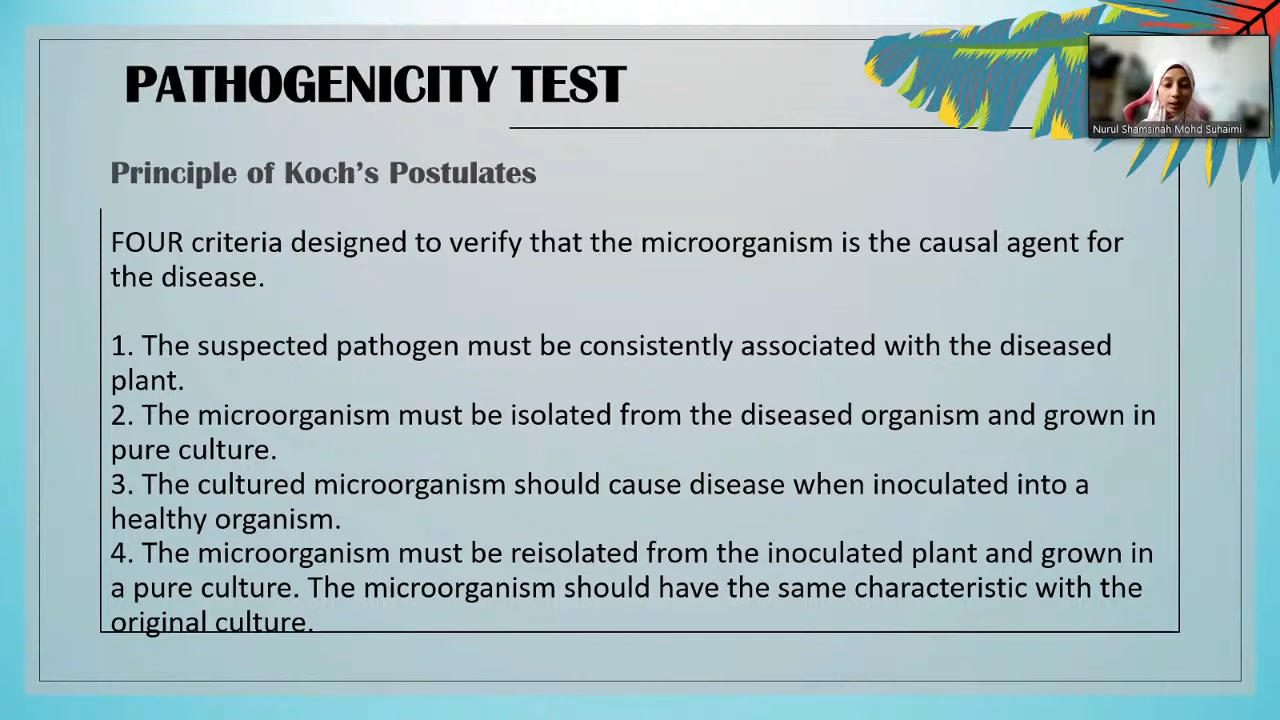 PATHOGENICITY TEST
Nurul Shamsinah Mohd Suhaimi
Principle of Koch's Postulates
FOUR criteria designed to verify that the microorganism is the causal agent for
the disease.
1. The suspected pathogen must be consistently associated with the diseased
plant.
2. The microorganism must be isolated from the diseased organism and grown in
pure culture.
3. The cultured microorganism should cause disease when inoculated into a
healthy organism.
4. The microorganism must be reisolated from the inoculated plant and grown in
a pure culture. The microorganism should have the same characteristic with the
original culture.